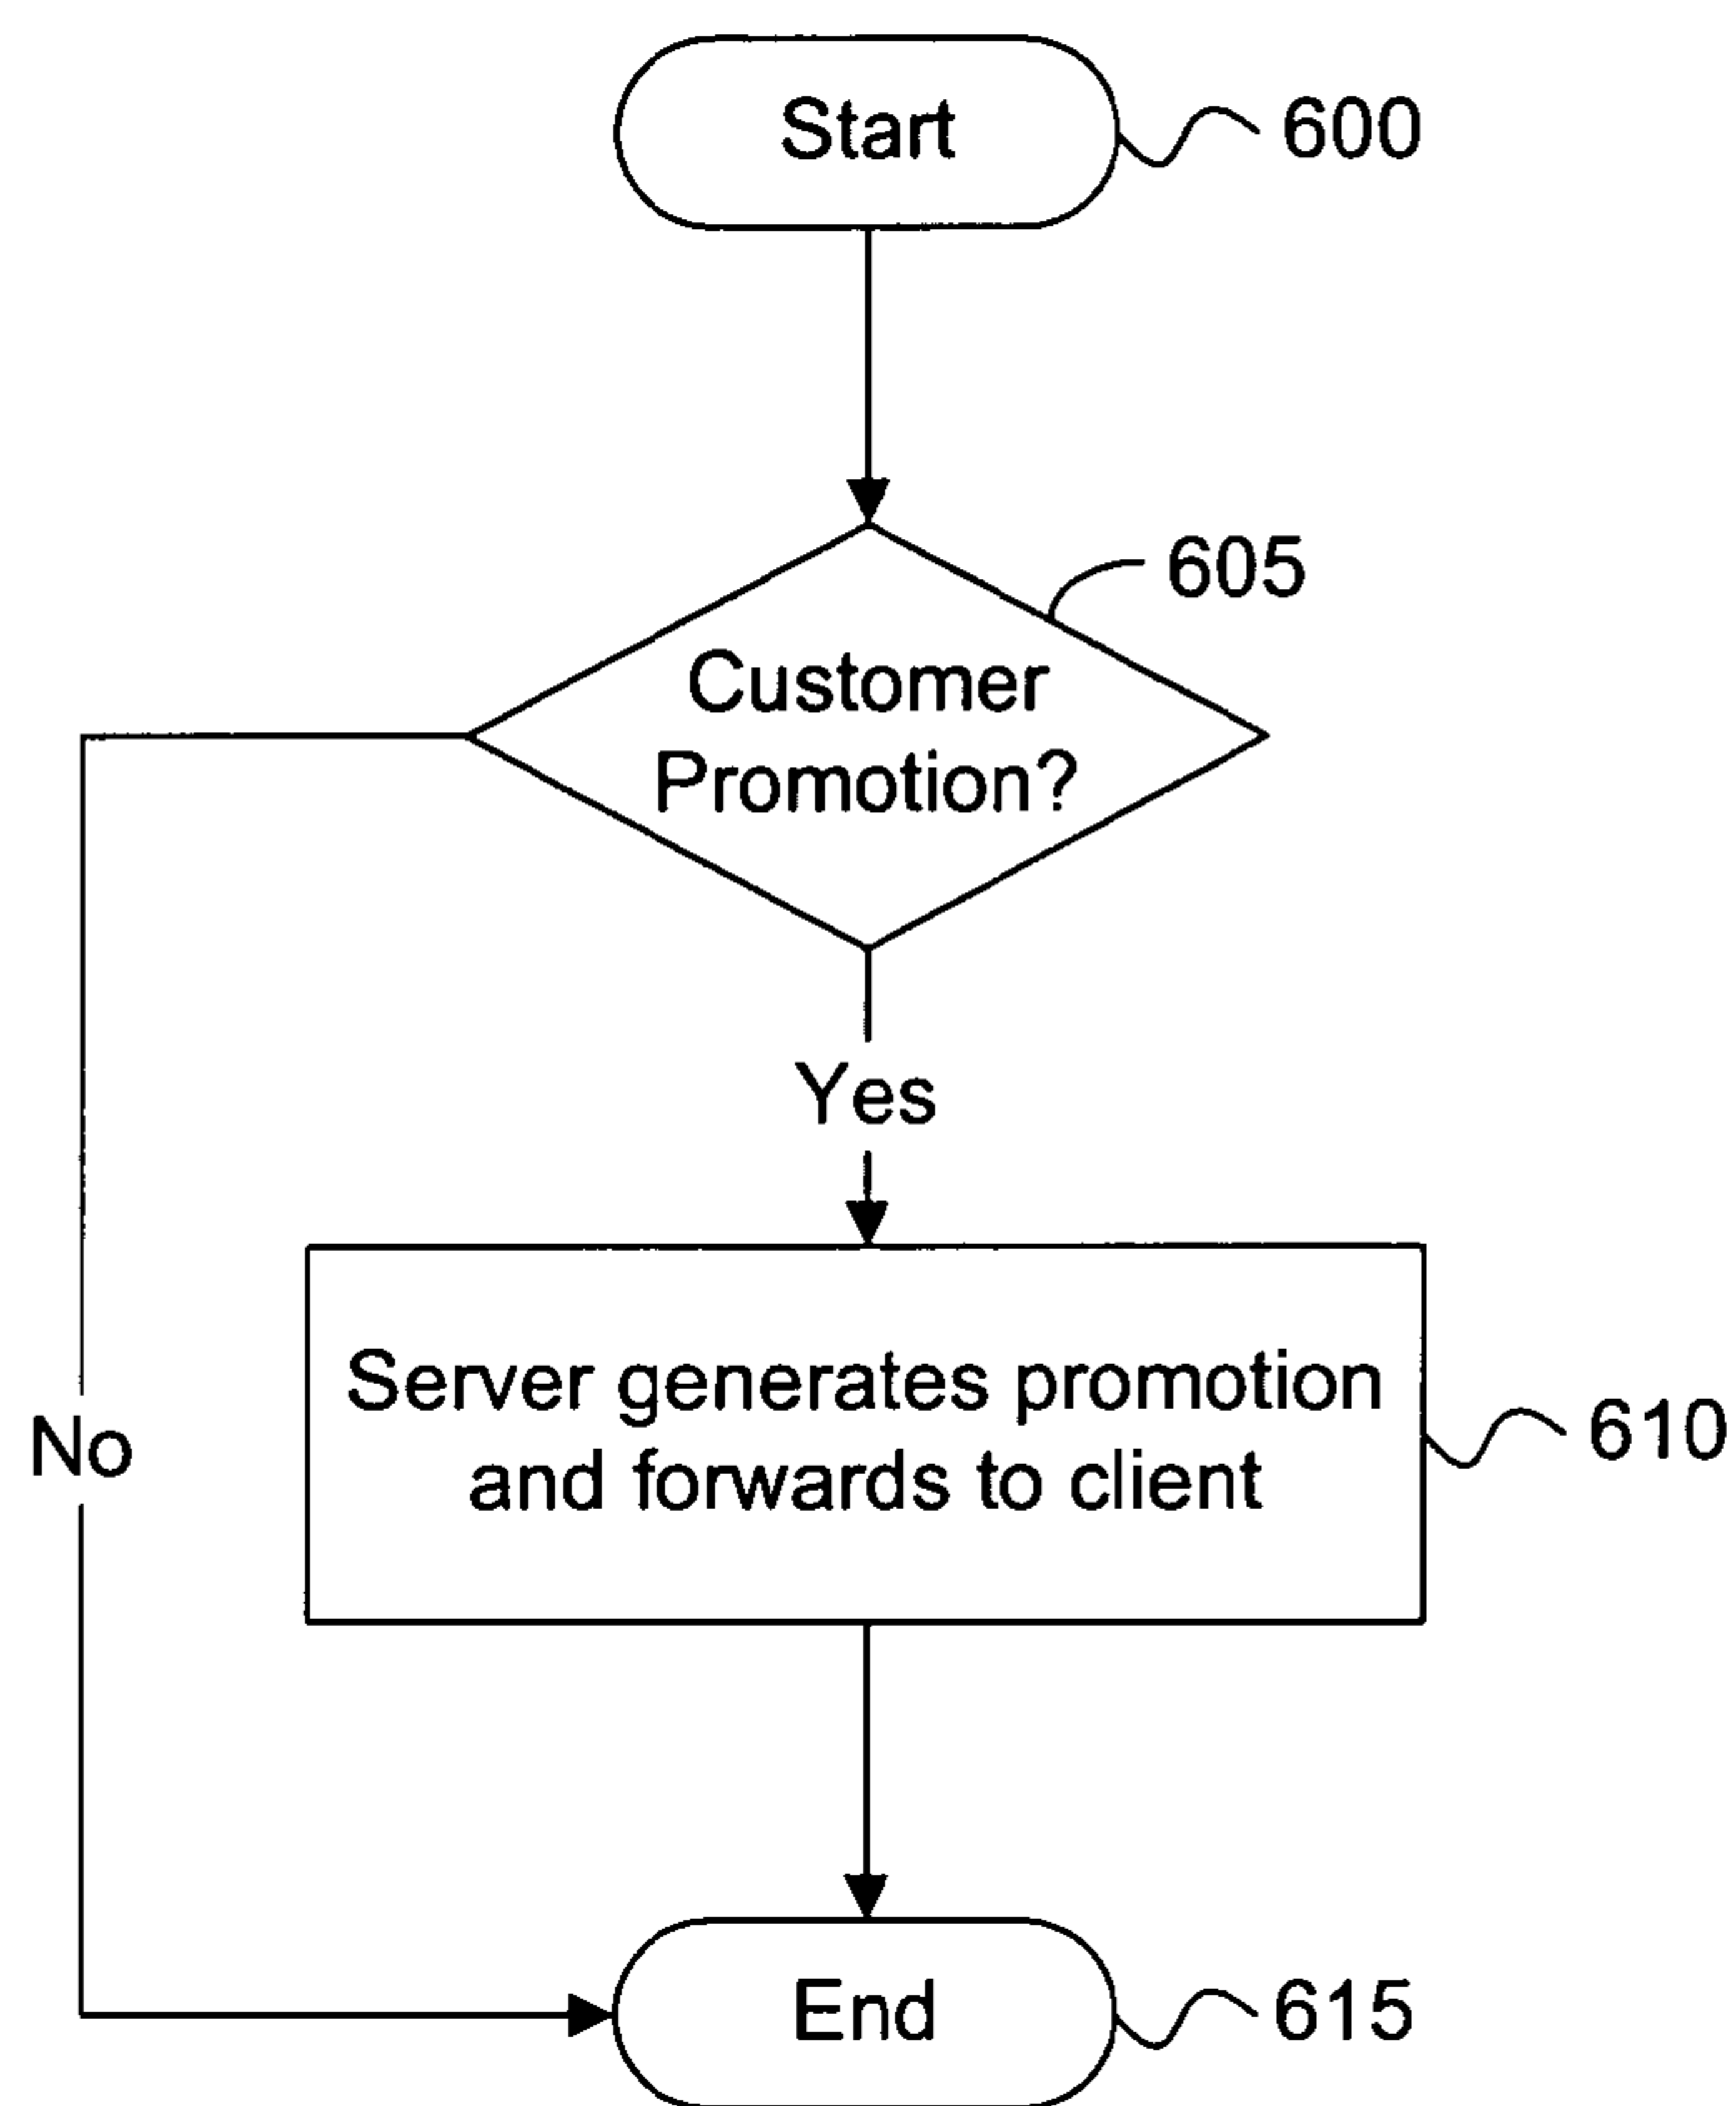 Start
600
605
Customer
Promotion?
Yes
Server generates promotion
and forwards to client
610
No
End
615